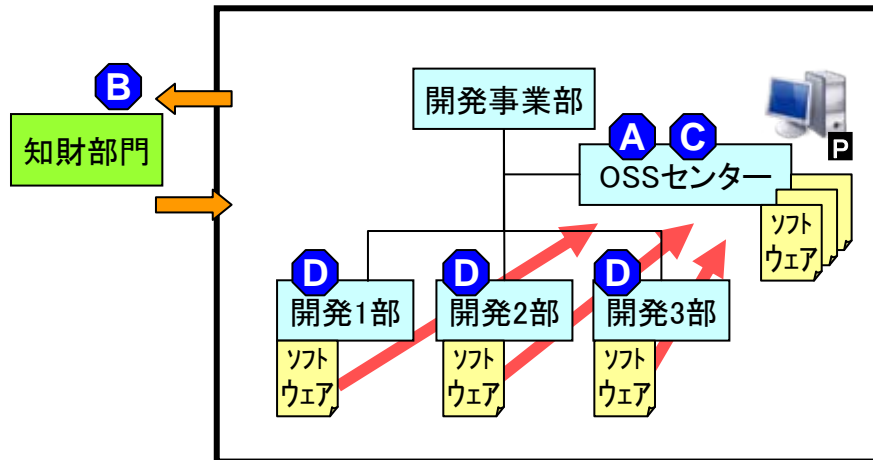 B
開発事業部
知財部門
A C
P
OSSセンター
ソフト
ウェア
D D D
開発1部 開発2部 開発3部
ソフト ソフト ソフト
ウェア ウェア ウェア